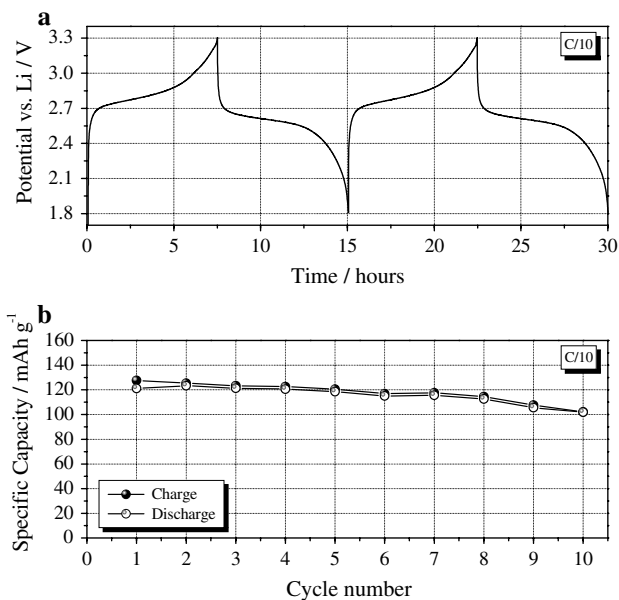 a
Potential vs. Li / V
3.3
3.0
2.7
2.4
2.1
1.8
C/10
0 5 10 15 20 25 30
Time / hours
b
Specific Capacity / mAh g⁻¹
160
140
120
100
80
60
40
20
0
C/10
Charge
Discharge
0 1 2 3 4 5 6 7 8 9 10
Cycle number